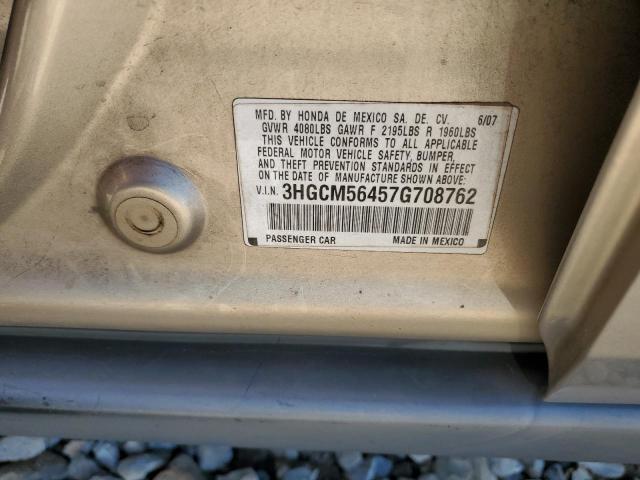 MFD. BY HONDA DE MEXICO SA. DE. CV. 6/07
GVWR 4080LBS GAWR F 2195LBS R 1960LBS
THIS VEHICLE CONFORMS TO ALL APPLICABLE
FEDERAL MOTOR VEHICLE SAFETY, BUMPER,
AND THEFT PREVENTION STANDARDS IN EFFECT
ON THE DATE OF MANUFACTURE SHOWN ABOVE.
V.I.N. 3HGCM56457G708762
PASSENGER CAR MADE IN MEXICO